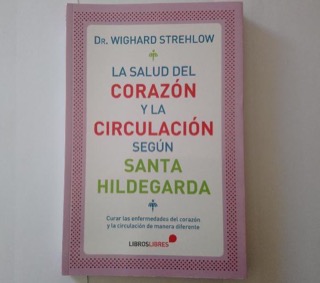 DR. WIGHARD STREHLOW
LA SALUD DEL
CORAZÓN
Y LA
CIRCULACIÓN
SEGÚN
SANTA
HILDEGARDA
Curar las enfermedades del corazón
y la circulación de manera diferente
LIBROSLIBRES